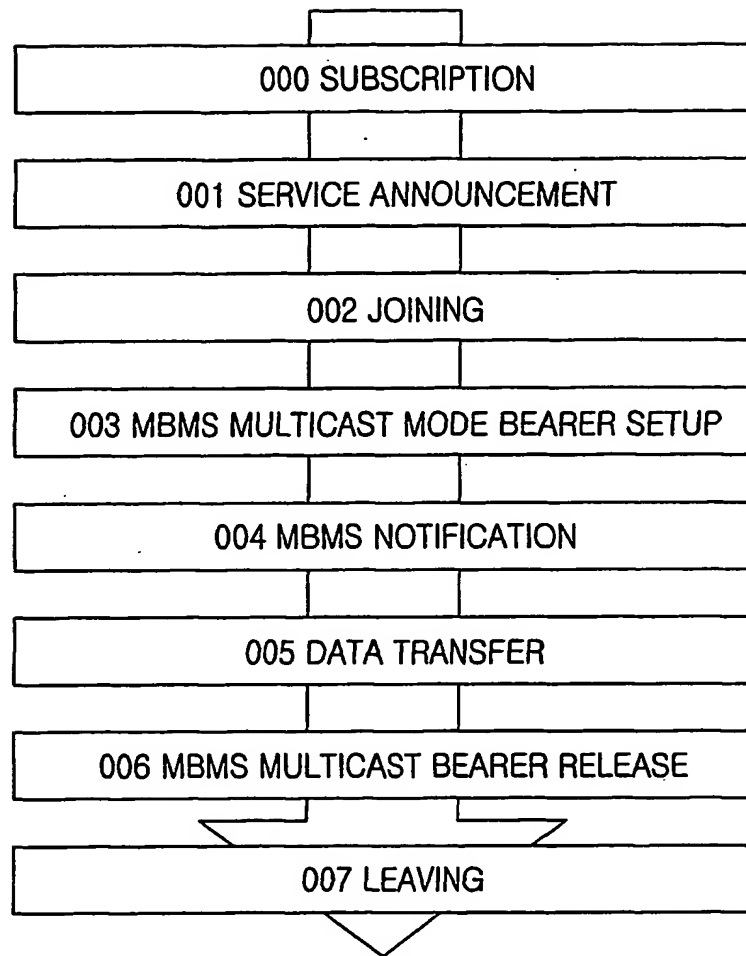 000 SUBSCRIPTION
001 SERVICE ANNOUNCEMENT
002 JOINING
003 MBMS MULTICAST MODE BEARER SETUP
004 MBMS NOTIFICATION
005 DATA TRANSFER
006 MBMS MULTICAST BEARER RELEASE
007 LEAVING